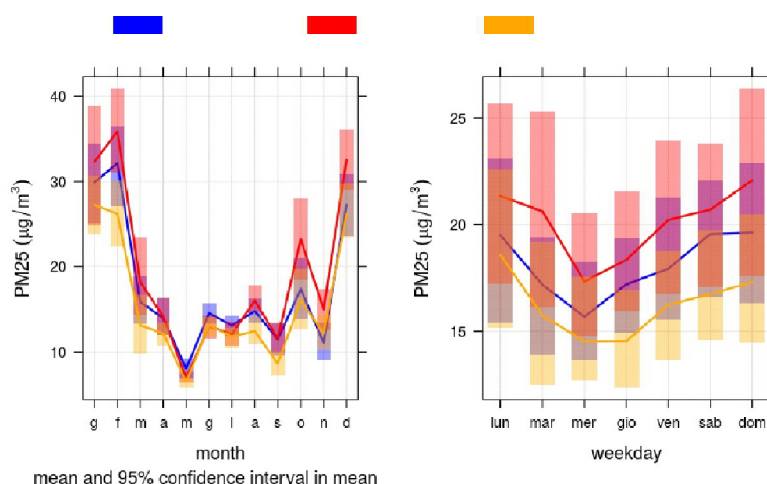 PM25 (μg/m³)
40
30
20
10
g f m a m g l a s o n d
month
mean and 95% confidence interval in mean
PM25 (μg/m³)
25
20
15
lun mar mer gio ven sab dom
weekday